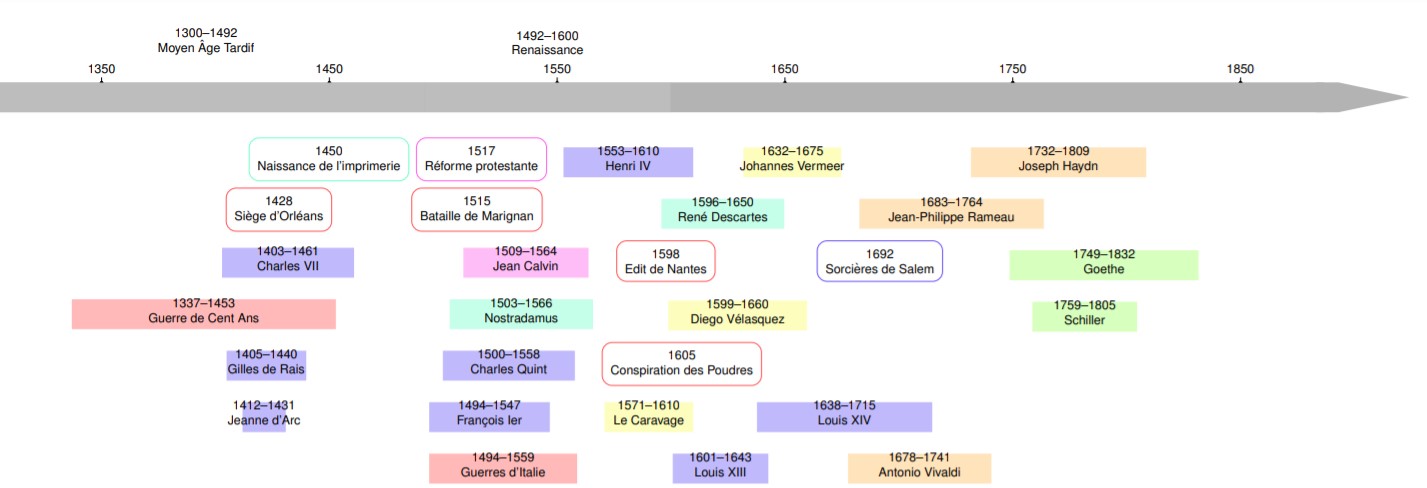 1300–1492
Moyen Âge Tardif
1492–1600
Renaissance
1350
1450
1550
1650
1750
1850
1450
Naissance de l'imprimerie
1517
Réforme protestante
1553–1610
Henri IV
1632–1675
Johannes Vermeer
1732–1809
Joseph Haydn
1428
Siège d'Orléans
1515
Bataille de Marignan
1596–1650
René Descartes
1683–1764
Jean-Philippe Rameau
1403–1461
Charles VII
1509–1564
Jean Calvin
1598
Edit de Nantes
1692
Sorcières de Salem
1749–1832
Goethe
1337–1453
Guerre de Cent Ans
1503–1566
Nostradamus
1599–1660
Diego Vélasquez
1759–1805
Schiller
1405–1440
Gilles de Rais
1500–1558
Charles Quint
1605
Conspiration des Poudres
1412–1431
Jeanne d'Arc
1494–1547
François Ier
1571–1610
Le Caravage
1638–1715
Louis XIV
1494–1559
Guerres d'Italie
1601–1643
Louis XIII
1678–1741
Antonio Vivaldi